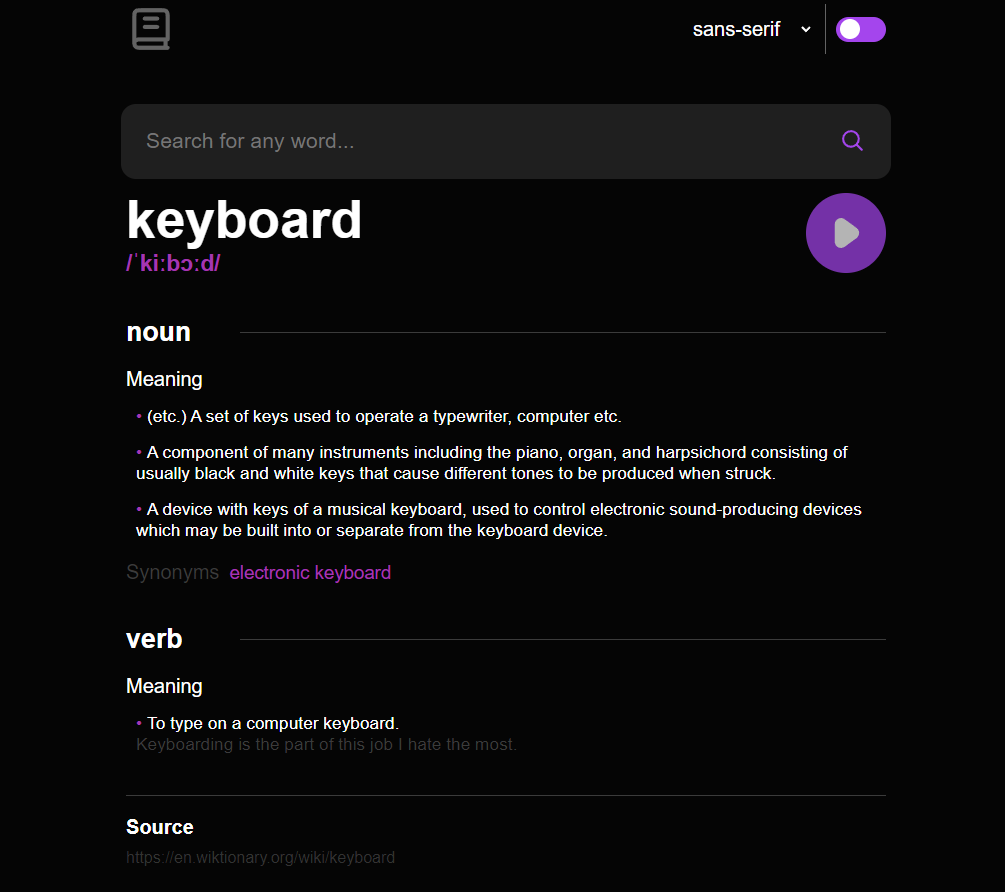 sans-serif
Search for any word...
keyboard
/ˈkiːbɔːd/
noun
Meaning
• (etc.) A set of keys used to operate a typewriter, computer etc.
• A component of many instruments including the piano, organ, and harpsichord consisting of
usually black and white keys that cause different tones to be produced when struck.
• A device with keys of a musical keyboard, used to control electronic sound-producing devices
which may be built into or separate from the keyboard device.
Synonyms electronic keyboard
verb
Meaning
• To type on a computer keyboard.
Keyboarding is the part of this job I hate the most.
Source
https://en.wiktionary.org/wiki/keyboard